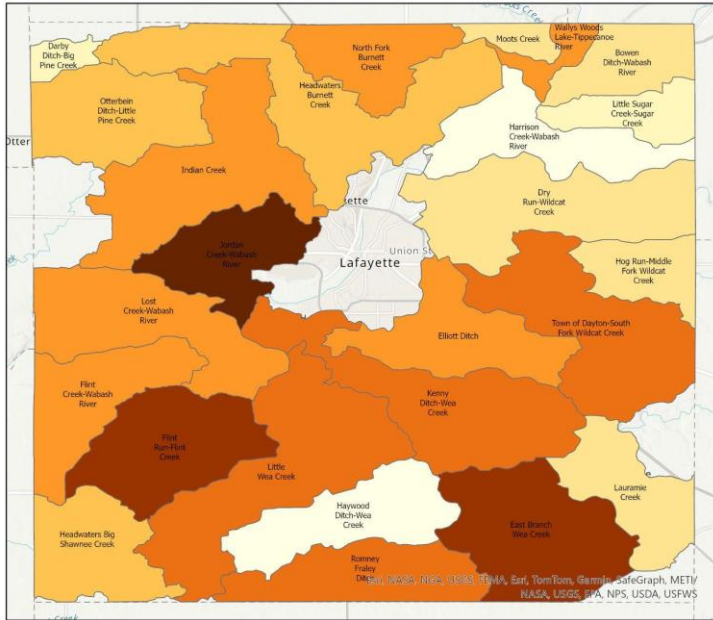 Darby
Ditch-Big
Pine Creek
North Fork
Burnett
Creek
Moots Creek
Wallys Woods
Lake-Tippecanoe
River
Bowen
Ditch-Wabash
River
Otterbein
Ditch-Little
Pine Creek
Headwaters
Burnett
Creek
Little Sugar
Creek-Sugar
Creek
Harrison
Creek-Wabash
River
Otter
Indian Creek
Dry
Run-Wildcat
Creek
Jordan
Creek-Wabash
River
Union St
Lafayette
Hog Run-Middle
Fork Wildcat
Creek
Lost
Creek-Wabash
River
Elliott Ditch
Town of Dayton-South
Fork Wildcat Creek
Flint
Creek-Wabash
River
Kenny
Ditch-Wea
Creek
Flint
Run-Flint
Creek
Little
Wea Creek
Lauramie
Creek
Haywood
Ditch-Wea
Creek
East Branch
Wea Creek
Headwaters Big
Shawnee Creek
Romney
Fraley
Ditch
Esri, NASA, NGA, USGS, FEMA, Esri, TomTom, Garmin, SafeGraph, METI/
NASA, USGS, EPA, NPS, USDA, USFWS